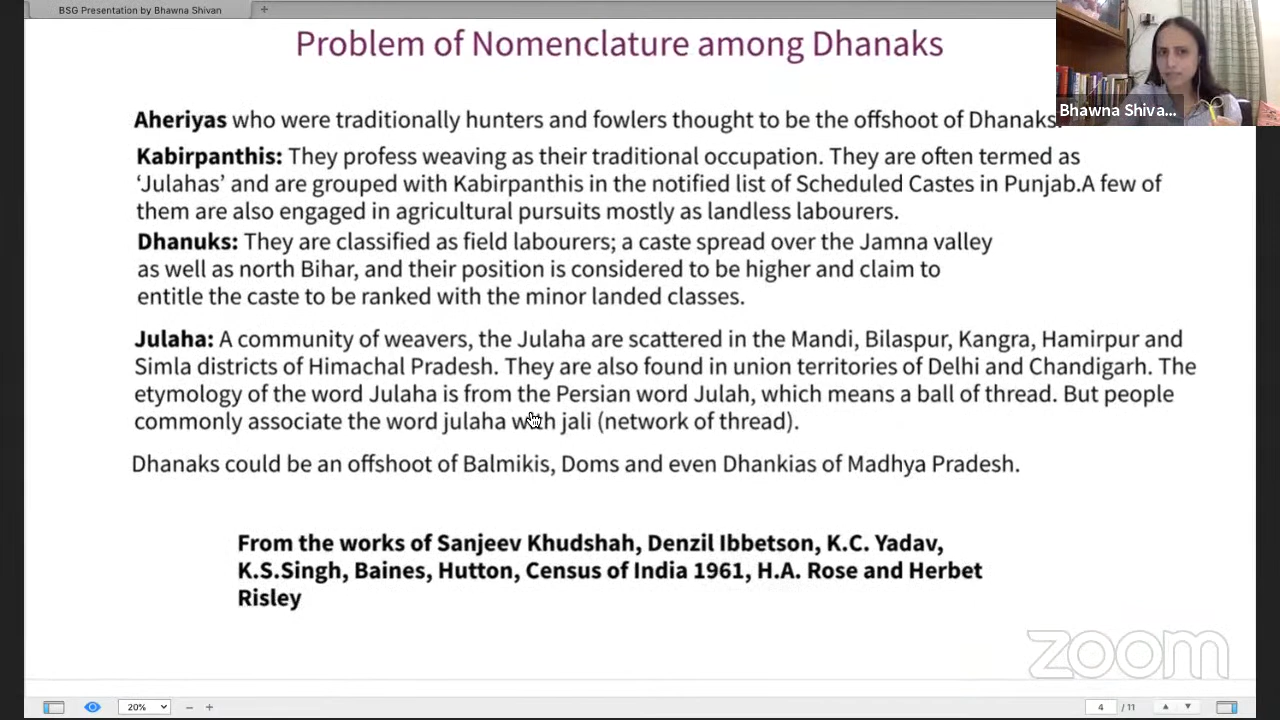 BSG Presentation by Bhawna Shivan
Problem of Nomenclature among Dhanaks
Bhawna Shiva...
Aheriyas who were traditionally hunters and fowlers thought to be the offshoot of Dhanaks.
Kabirpanthis: They profess weaving as their traditional occupation. They are often termed as
‘Julahas’ and are grouped with Kabirpanthis in the notified list of Scheduled Castes in Punjab.A few of
them are also engaged in agricultural pursuits mostly as landless labourers.
Dhanuks: They are classified as field labourers; a caste spread over the Jamna valley
as well as north Bihar, and their position is considered to be higher and claim to
entitle the caste to be ranked with the minor landed classes.
Julaha: A community of weavers, the Julaha are scattered in the Mandi, Bilaspur, Kangra, Hamirpur and
Simla districts of Himachal Pradesh. They are also found in union territories of Delhi and Chandigarh. The
etymology of the word Julaha is from the Persian word Julah, which means a ball of thread. But people
commonly associate the word julaha with jali (network of thread).
Dhanaks could be an offshoot of Balmikis, Doms and even Dhankias of Madhya Pradesh.
From the works of Sanjeev Khudshah, Denzil Ibbetson, K.C. Yadav,
K.S.Singh, Baines, Hutton, Census of India 1961, H.A. Rose and Herbet
Risley
zoom
20%
4 / 11